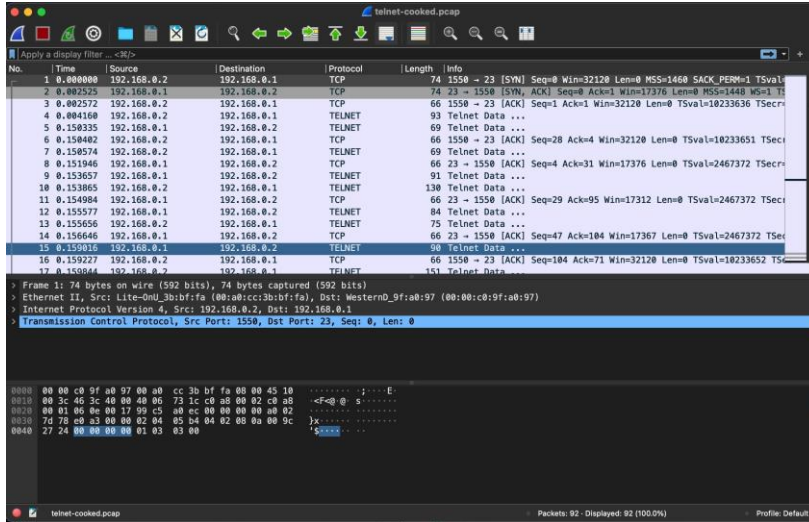 telnet-cooked.pcap
Apply a display filter ... <⌘/>
No. Time Source Destination Protocol Length Info
1 0.000000 192.168.0.2 192.168.0.1 TCP 74 1550 → 23 [SYN] Seq=0 Win=32120 Len=0 MSS=1460 SACK_PERM=1 TSval=
2 0.002525 192.168.0.1 192.168.0.2 TCP 74 23 → 1550 [SYN, ACK] Seq=0 Ack=1 Win=17376 Len=0 MSS=1448 WS=1 TS
3 0.002572 192.168.0.2 192.168.0.1 TCP 66 1550 → 23 [ACK] Seq=1 Ack=1 Win=32120 Len=0 TSval=10233636 TSecr=
4 0.004160 192.168.0.2 192.168.0.1 TELNET 93 Telnet Data ...
5 0.150335 192.168.0.1 192.168.0.2 TELNET 69 Telnet Data ...
6 0.150402 192.168.0.2 192.168.0.1 TCP 66 1550 → 23 [ACK] Seq=28 Ack=4 Win=32120 Len=0 TSval=10233651 TSecr
7 0.150574 192.168.0.2 192.168.0.1 TELNET 69 Telnet Data ...
8 0.151946 192.168.0.1 192.168.0.2 TCP 66 23 → 1550 [ACK] Seq=4 Ack=31 Win=17376 Len=0 TSval=2467372 TSecr=
9 0.153657 192.168.0.1 192.168.0.2 TELNET 91 Telnet Data ...
10 0.153865 192.168.0.2 192.168.0.1 TELNET 130 Telnet Data ...
11 0.154984 192.168.0.1 192.168.0.2 TCP 66 23 → 1550 [ACK] Seq=29 Ack=95 Win=17312 Len=0 TSval=2467372 TSec
12 0.155577 192.168.0.1 192.168.0.2 TELNET 84 Telnet Data ...
13 0.155656 192.168.0.2 192.168.0.1 TELNET 75 Telnet Data ...
14 0.156646 192.168.0.1 192.168.0.2 TCP 66 23 → 1550 [ACK] Seq=47 Ack=104 Win=17367 Len=0 TSval=2467372 TSe
15 0.159016 192.168.0.1 192.168.0.2 TELNET 90 Telnet Data ...
16 0.159227 192.168.0.2 192.168.0.1 TCP 66 1550 → 23 [ACK] Seq=104 Ack=71 Win=32120 Len=0 TSval=10233652 TSe
17 0.159844 192.168.0.2 192.168.0.1 TELNET 151 Telnet Data ...
> Frame 1: 74 bytes on wire (592 bits), 74 bytes captured (592 bits)
> Ethernet II, Src: Lite-OnU_3b:bf:fa (00:a0:cc:3b:bf:fa), Dst: WesternD_9f:a0:97 (00:00:c0:9f:a0:97)
> Internet Protocol Version 4, Src: 192.168.0.2, Dst: 192.168.0.1
> Transmission Control Protocol, Src Port: 1550, Dst Port: 23, Seq: 0, Len: 0
0000 00 00 c0 9f a0 97 00 a0 cc 3b bf fa 08 00 45 10 ········ ·;····E·
0010 00 3c 46 3c 40 00 40 06 73 1c c0 a8 00 02 c0 a8 ·<F<@·@· s·······
0020 00 01 06 0e 00 17 99 c5 a0 ec 00 00 00 00 a0 02 ········ ········
0030 7d 78 e0 a3 00 00 02 04 05 b4 04 02 08 0a 00 9c }x······ ········
0040 27 24 00 00 00 00 01 03 03 00 '$······ ··
telnet-cooked.pcap Packets: 92 · Displayed: 92 (100.0%) Profile: Default